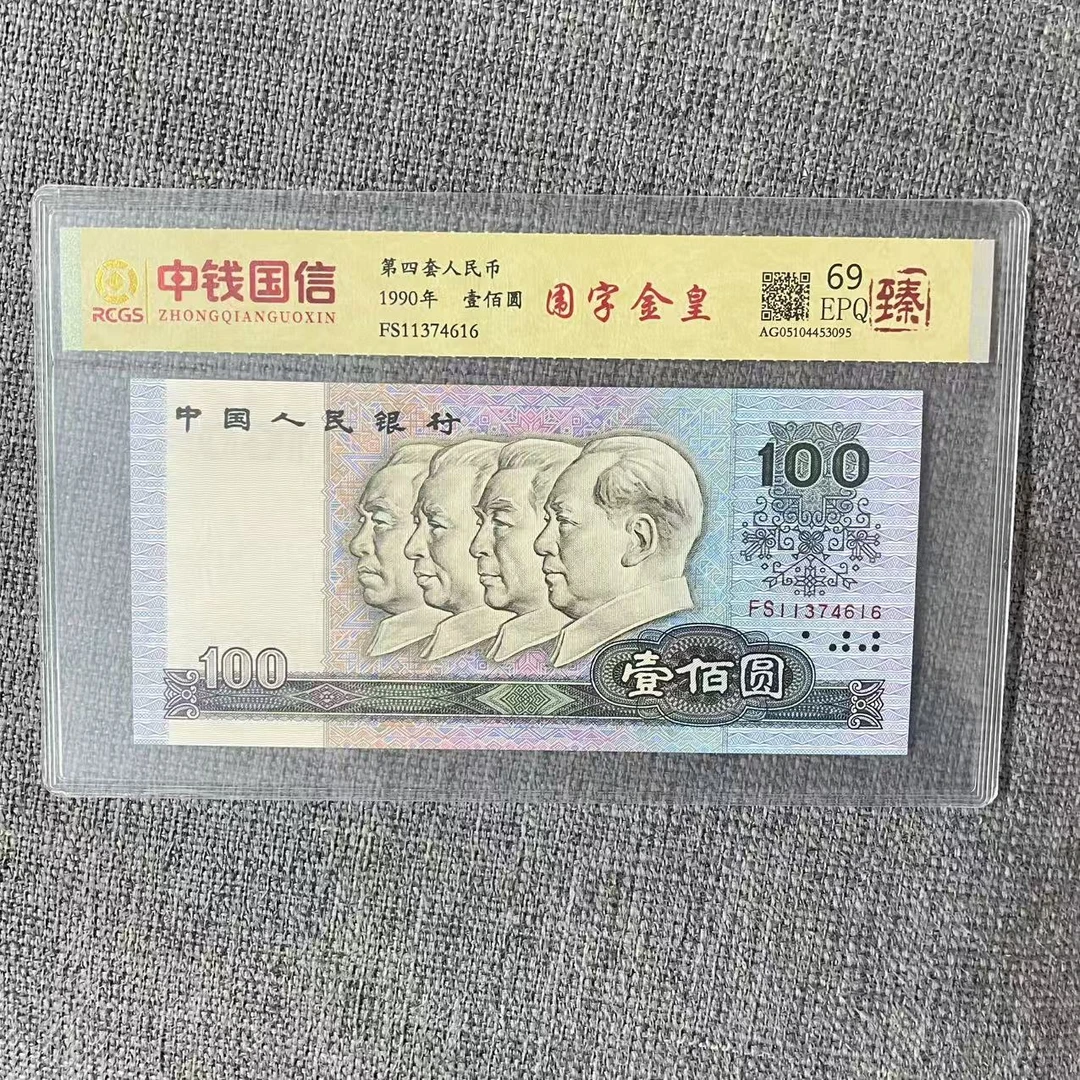 RCGS
中钱国信
ZHONGQIANGUOXIN
第四套人民币
1990年 壹佰圆
FS11374616
国字金皇
69
EPQ
臻
AG05104453095
中国人民银行
100
FS11374616
100
壹佰圆